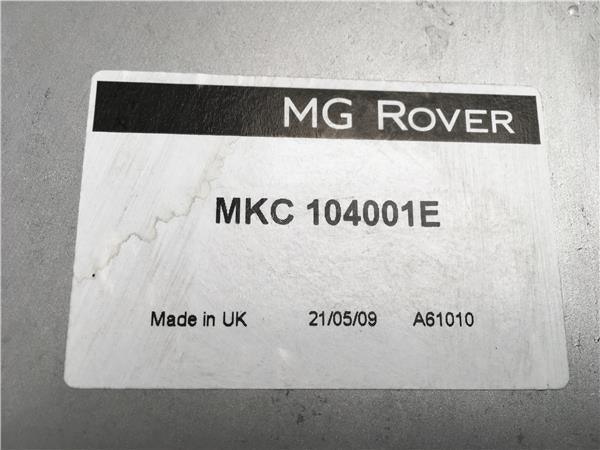 MG ROVER
MKC 104001E
Made in UK 21/05/09 A61010